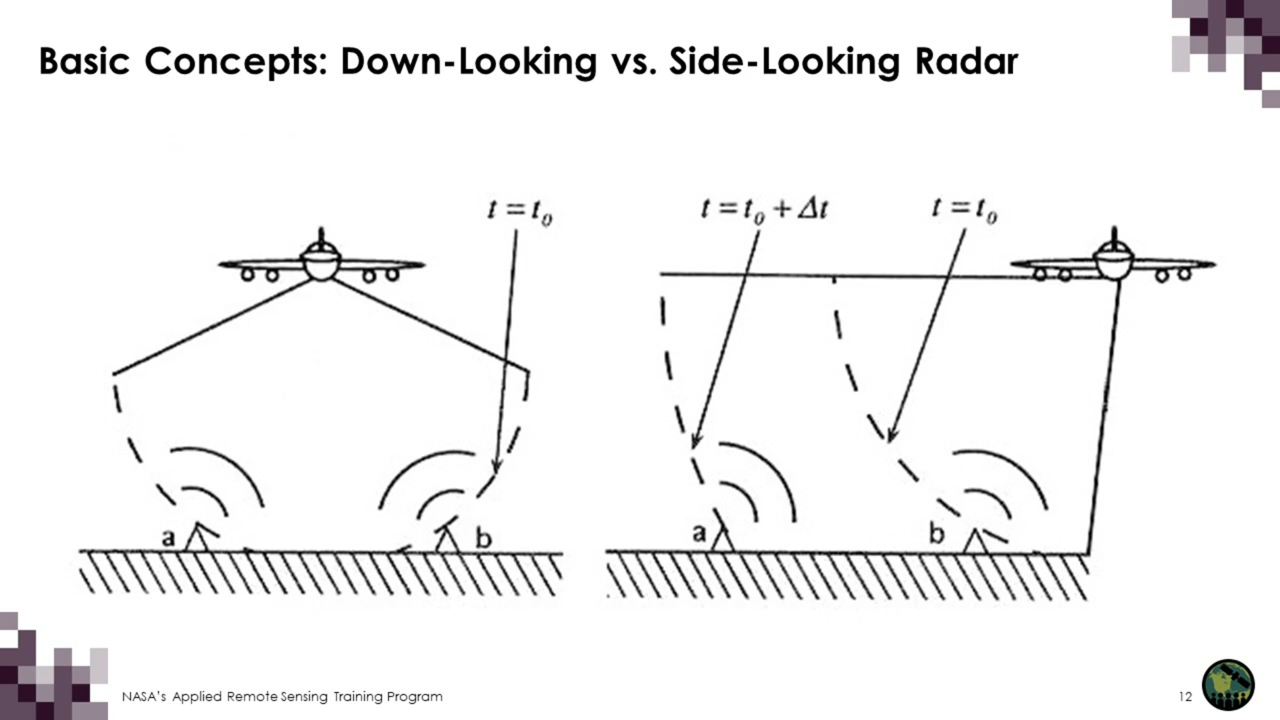 Basic Concepts: Down-Looking vs. Side-Looking Radar
t = t₀
t = t₀ + Δt
t = t₀
a
b
a
b
NASA's Applied Remote Sensing Training Program
12